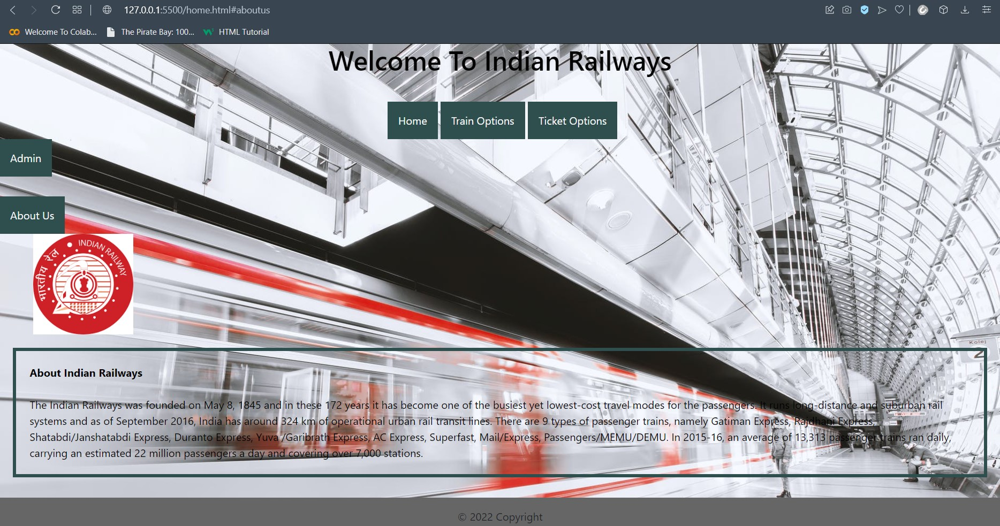 127.0.0.1:5500/home.html#aboutus
Welcome To Colab...
The Pirate Bay: 100...
HTML Tutorial
Welcome To Indian Railways
Home
Train Options
Ticket Options
Admin
About Us
भारतीय रेल
INDIAN RAILWAY
Kolej
2
About Indian Railways
The Indian Railways was founded on May 8, 1845 and in these 172 years it has become one of the busiest yet lowest-cost travel modes for the passengers. It runs long-distance and suburban rail
systems and as of September 2016, India has around 324 km of operational urban rail transit lines. There are 9 types of passenger trains, namely Gatiman Express, Rajdhani Express,
Shatabdi/Janshatabdi Express, Duranto Express, Yuva /Garibrath Express, AC Express, Superfast, Mail/Express, Passengers/MEMU/DEMU. In 2015-16, an average of 13,313 passenger trains ran daily,
carrying an estimated 22 million passengers a day and covering over 7,000 stations.
© 2022 Copyright